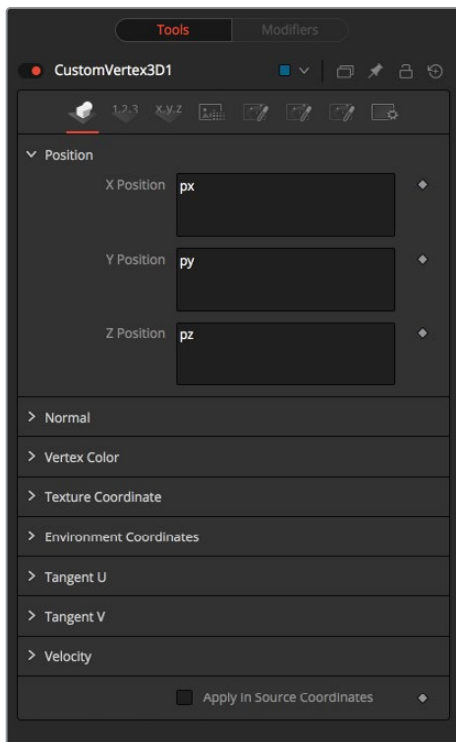 Tools
Modifiers
CustomVertex3D1
1,2,3
x,y,z
Position
X Position
px
Y Position
py
Z Position
pz
Normal
Vertex Color
Texture Coordinate
Environment Coordinates
Tangent U
Tangent V
Velocity
Apply In Source Coordinates